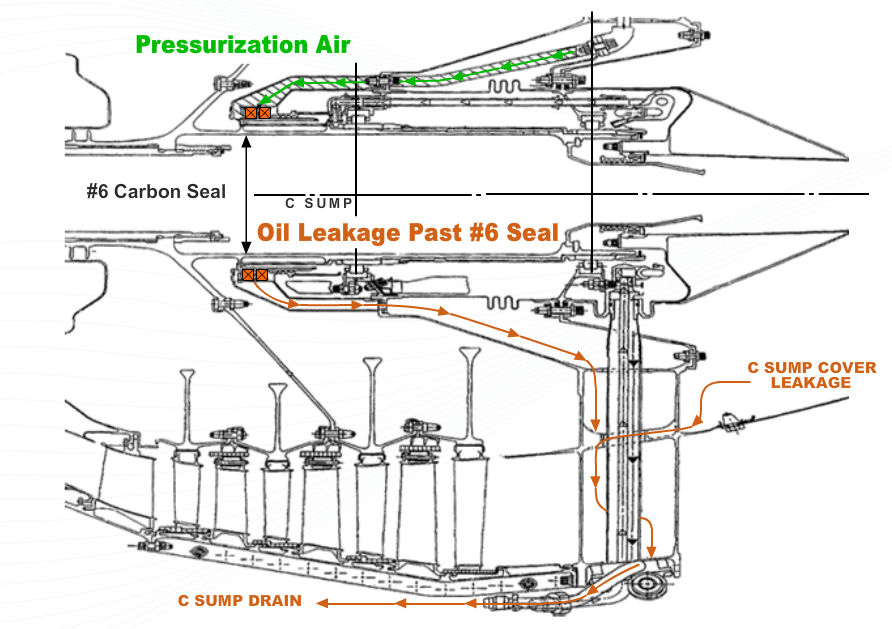 Pressurization Air
#6 Carbon Seal
C SUMP
Oil Leakage Past #6 Seal
C SUMP COVER
LEAKAGE
C SUMP DRAIN